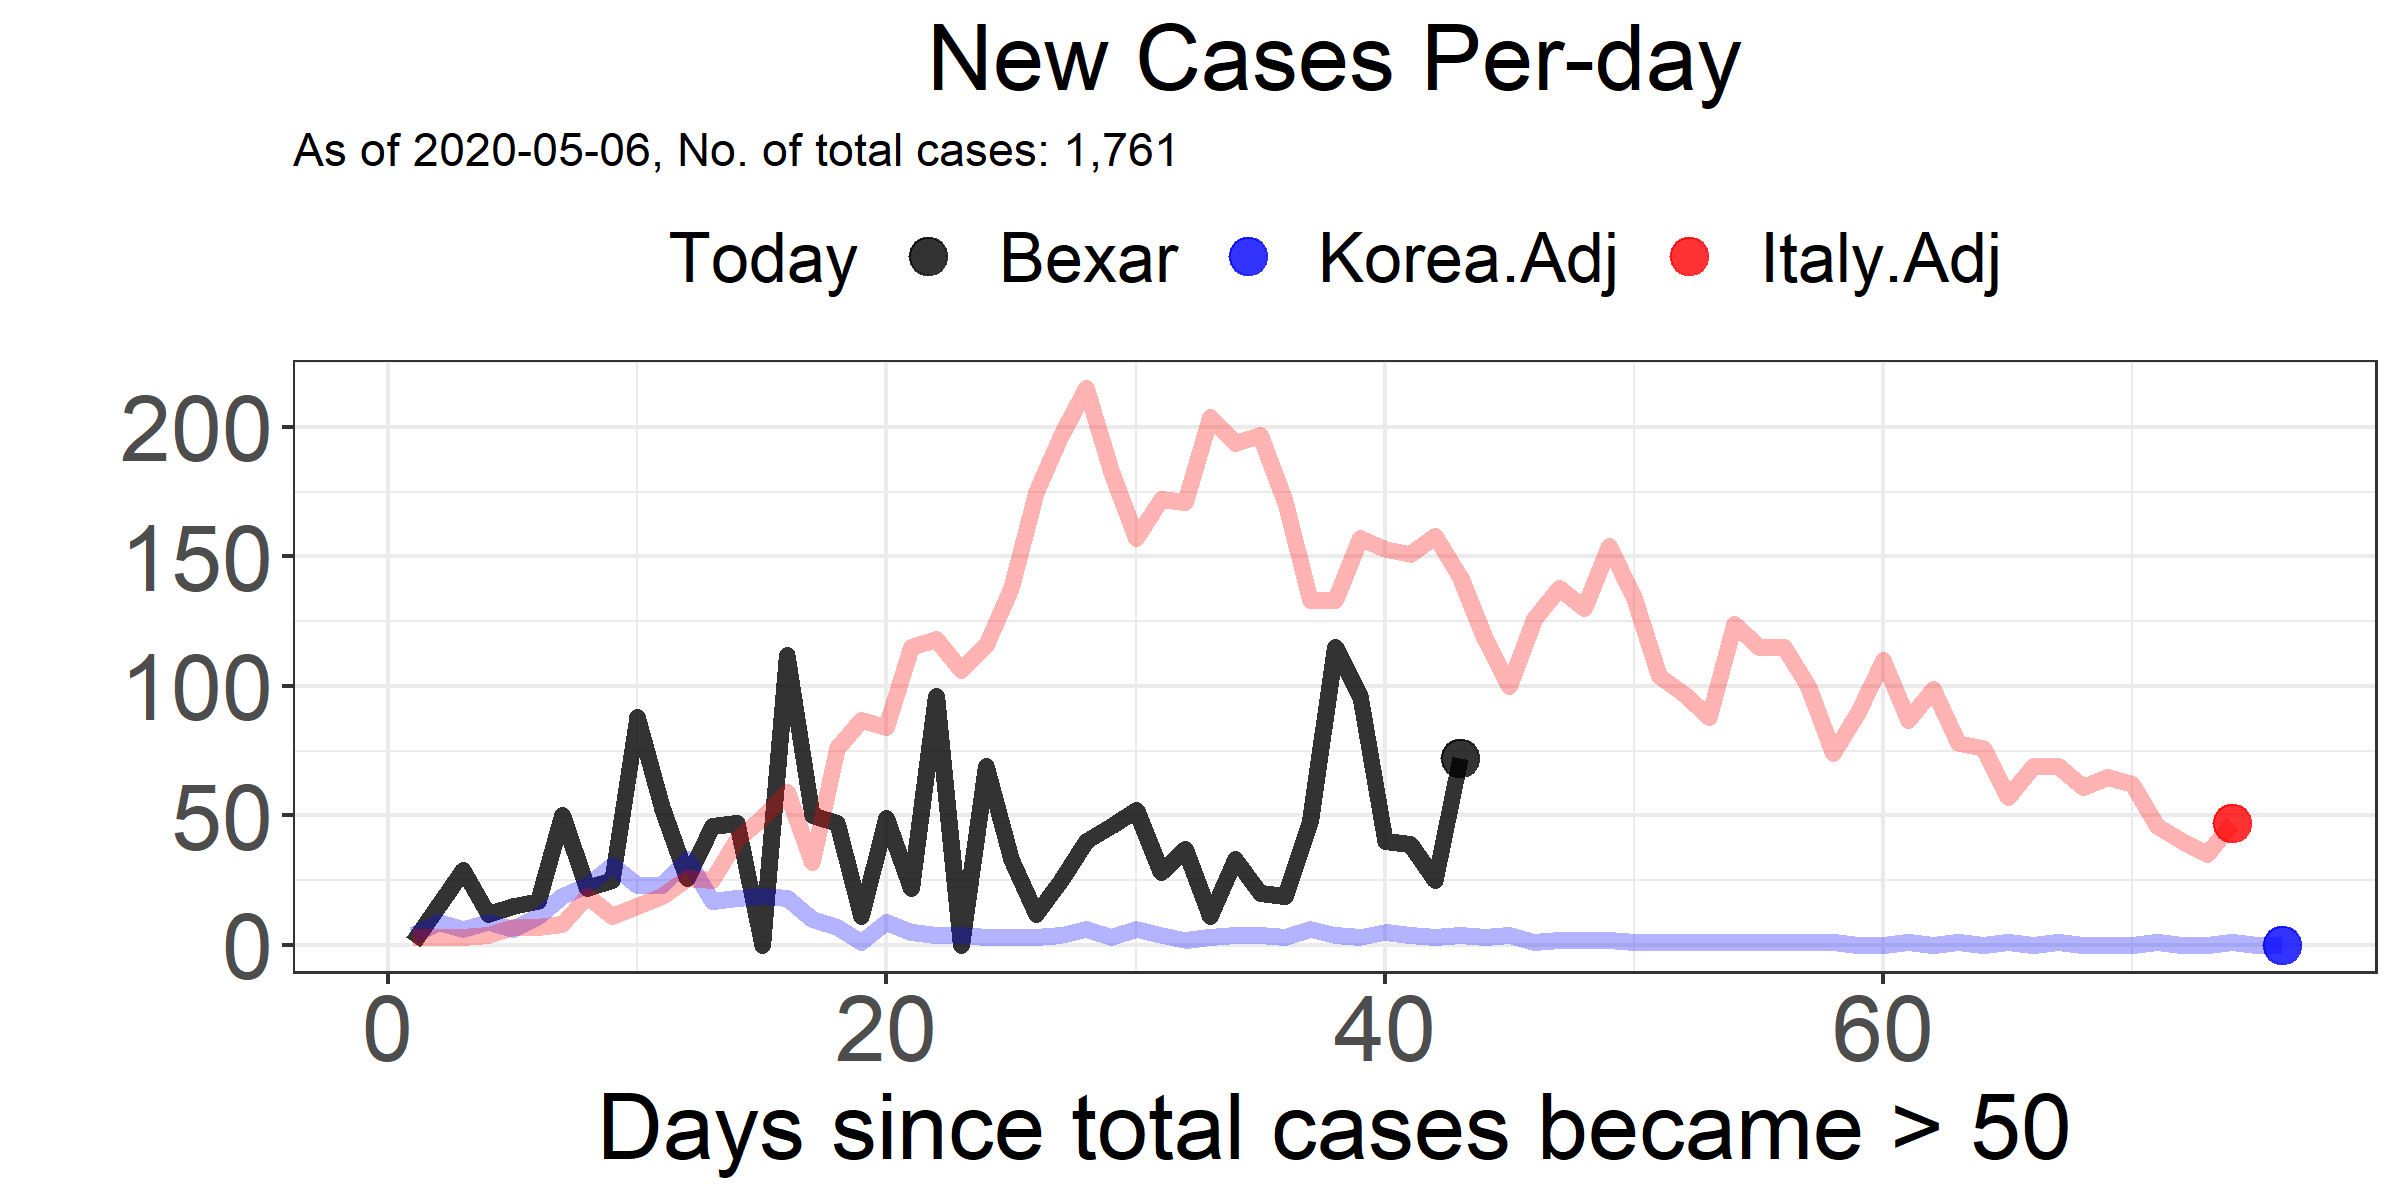 New Cases Per-day
As of 2020-05-06, No. of total cases: 1,761
Today Bexar Korea.Adj Italy.Adj
200
150
100
50
0
0 20 40 60
Days since total cases became > 50